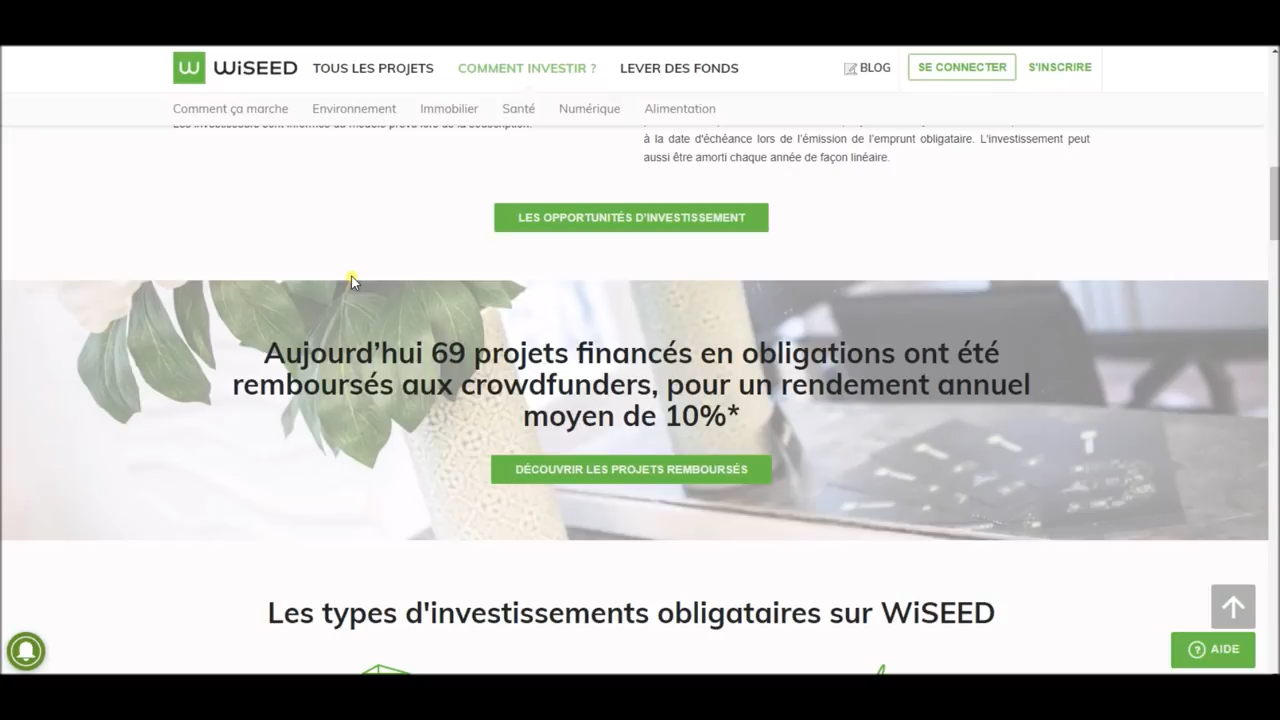 W WiSEED TOUS LES PROJETS COMMENT INVESTIR ? LEVER DES FONDS BLOG SE CONNECTER S'INSCRIRE
Comment ça marche Environnement Immobilier Santé Numérique Alimentation
à la date d'échéance lors de l'émission de l'emprunt obligataire. L'investissement peut
aussi être amorti chaque année de façon linéaire.
LES OPPORTUNITÉS D'INVESTISSEMENT
Aujourd'hui 69 projets financés en obligations ont été
remboursés aux crowdfunders, pour un rendement annuel
moyen de 10%*
DÉCOUVRIR LES PROJETS REMBOURSÉS
Les types d'investissements obligataires sur WiSEED
AIDE